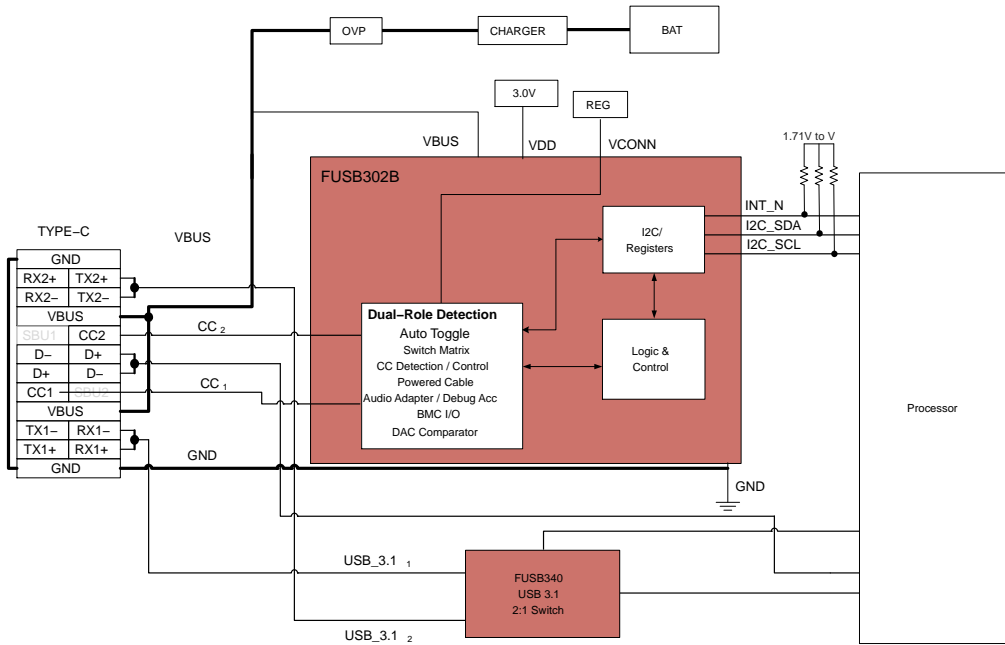 OVP
CHARGER
BAT
3.0V
REG
1.71V to V
VBUS
VDD
VCONN
FUSB302B
INT_N
I2C_SDA
I2C_SCL
I2C/
Registers
TYPE–C
VBUS
GND
RX2+ TX2+
RX2– TX2–
VBUS
SBU1 CC2
D– D+
D+ D–
CC1 SBU2
VBUS
TX1– RX1–
TX1+ RX1+
GND
CC 2
CC 1
GND
Dual–Role Detection
Auto Toggle
Switch Matrix
CC Detection / Control
Powered Cable
Audio Adapter / Debug Acc
BMC I/O
DAC Comparator
Logic &
Control
Processor
GND
USB_3.1 1
USB_3.1 2
FUSB340
USB 3.1
2:1 Switch